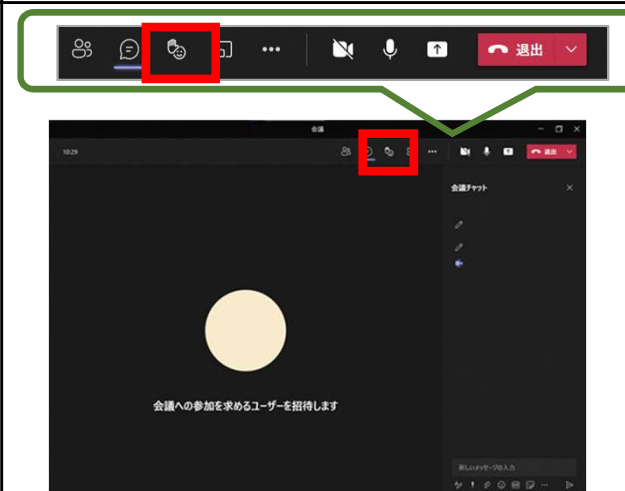 退出
会議
10:29
退出
会議チャット
会議への参加を求めるユーザーを招待します
新しいメッセージの入力